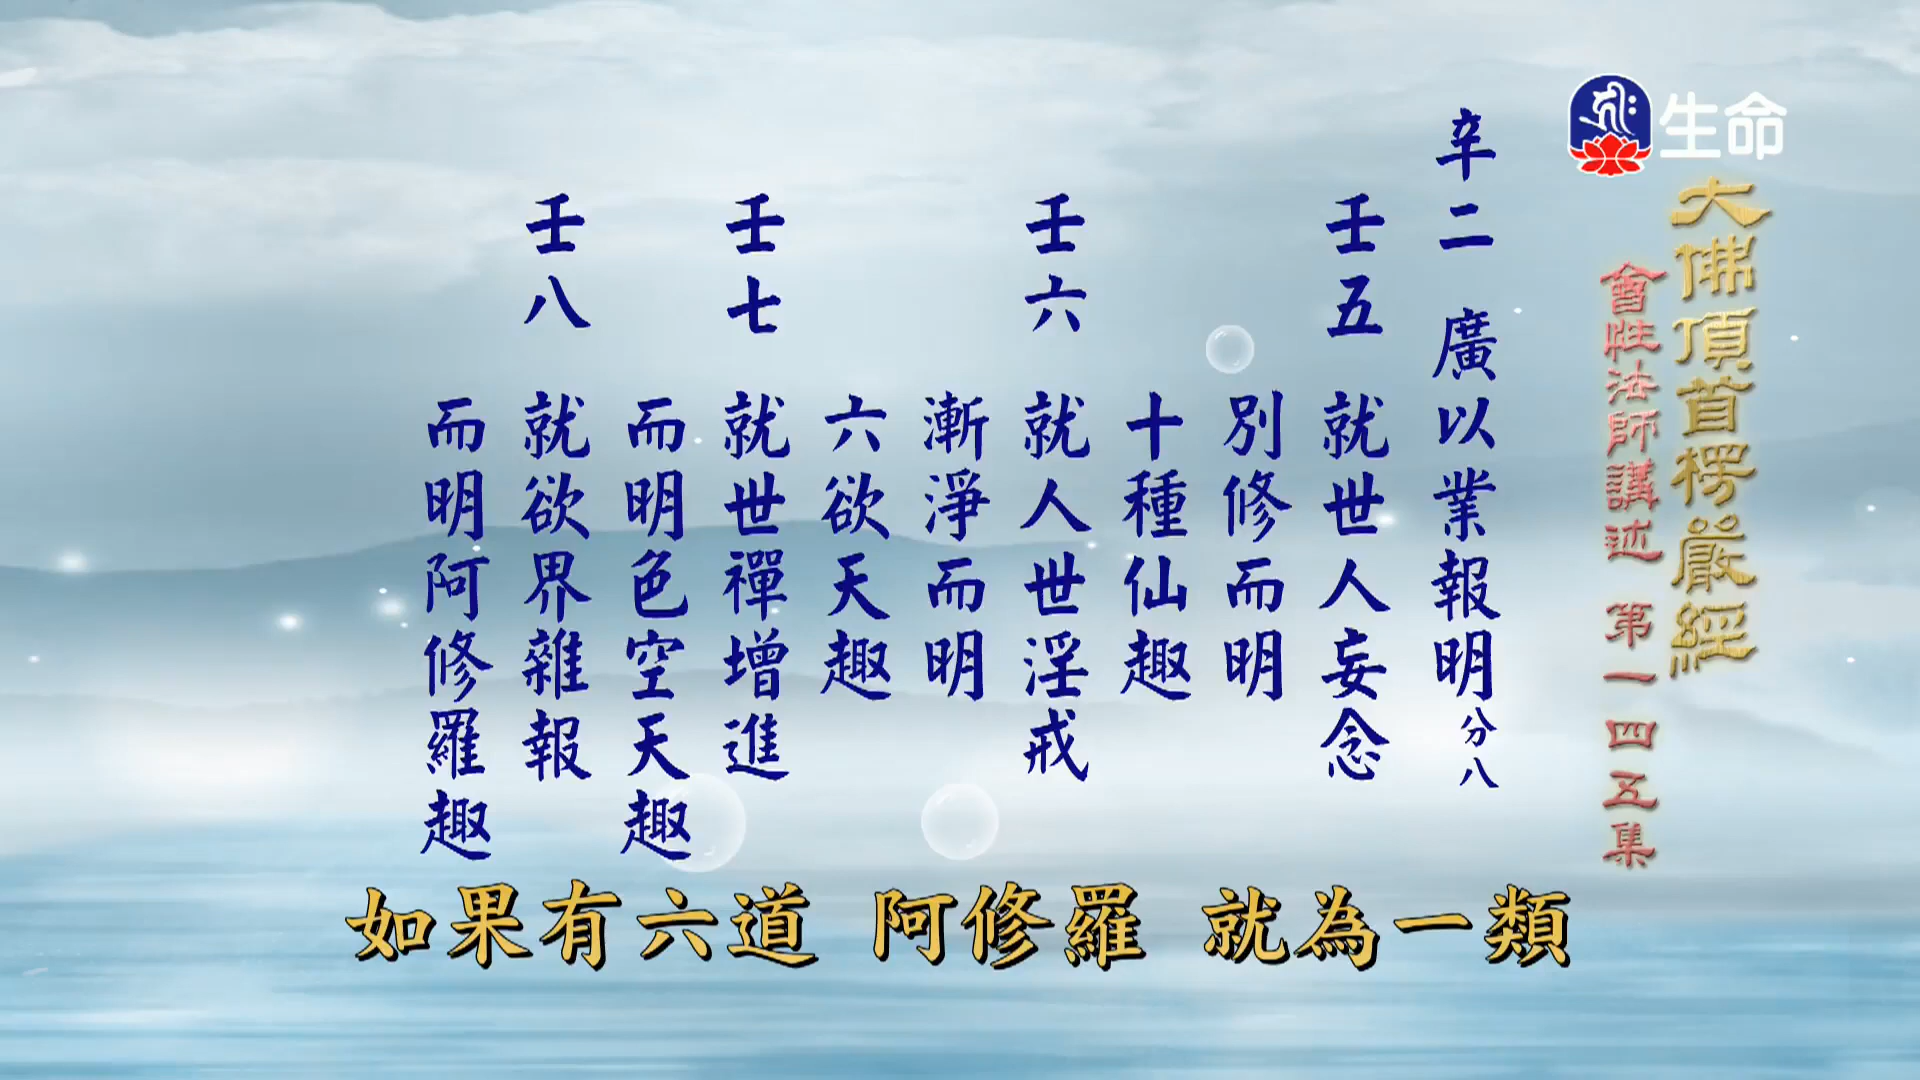 生命
大佛頂首楞嚴經
會性法師講述 第一四五集
辛二 廣以業報明分八
壬五 就世人妄念
別修而明
十種仙趣
壬六 就人世淫戒
漸淨而明
六欲天趣
壬七 就世禪增進
而明色空天趣
壬八 就欲界雜報
而明阿修羅趣
如果有六道 阿修羅 就為一類